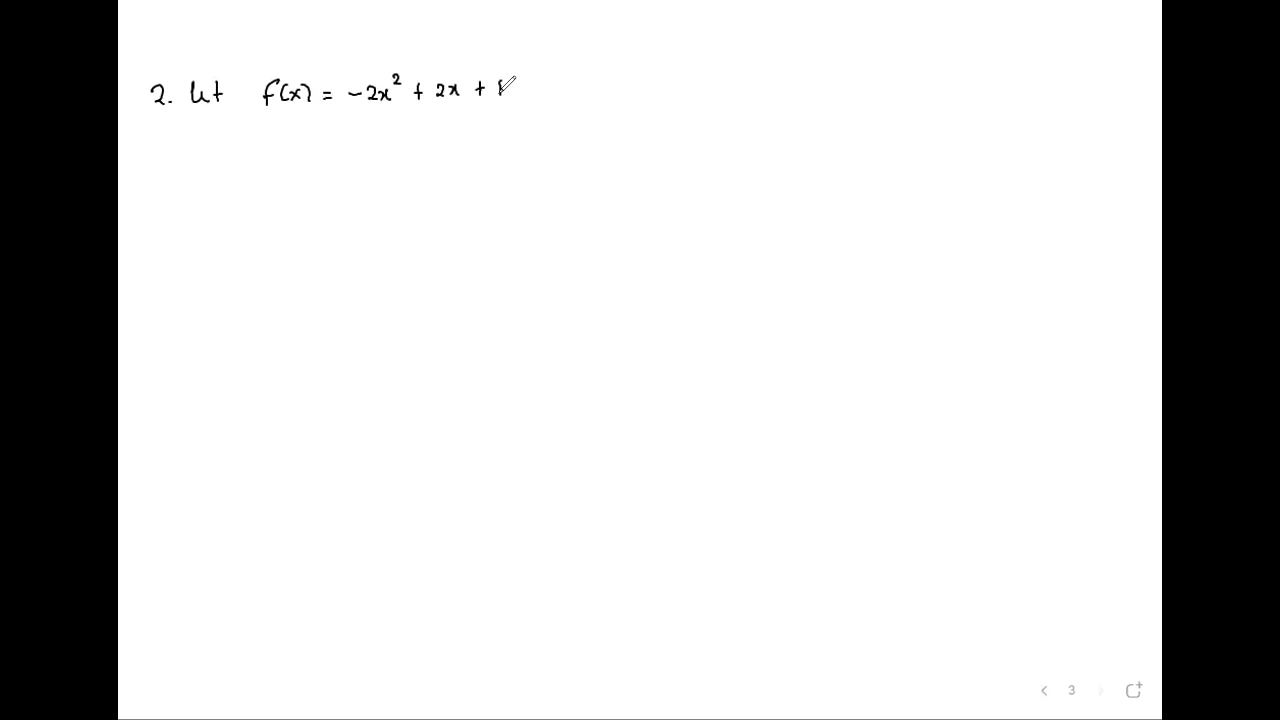 2. let f(x) = -2x² + 2x +
3